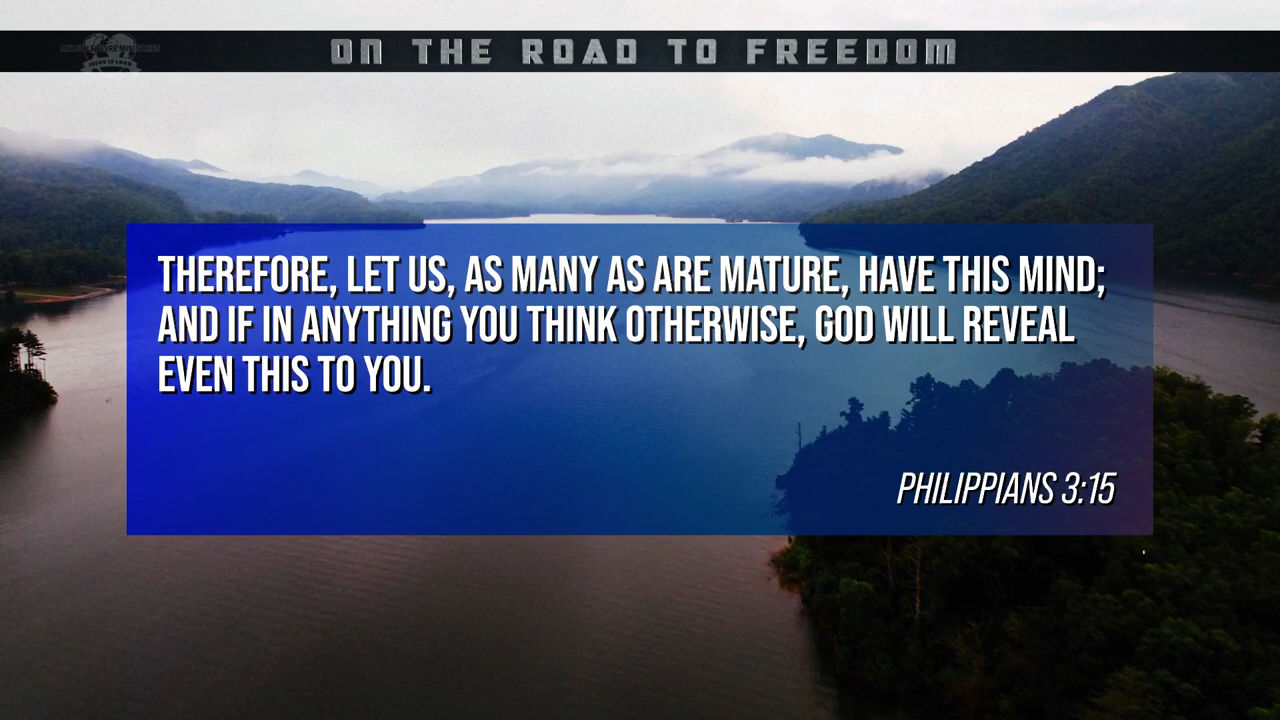 ON THE ROAD TO FREEDOM
THEREFORE, LET US, AS MANY AS ARE MATURE, HAVE THIS MIND;
AND IF IN ANYTHING YOU THINK OTHERWISE, GOD WILL REVEAL
EVEN THIS TO YOU.
PHILIPPIANS 3:15